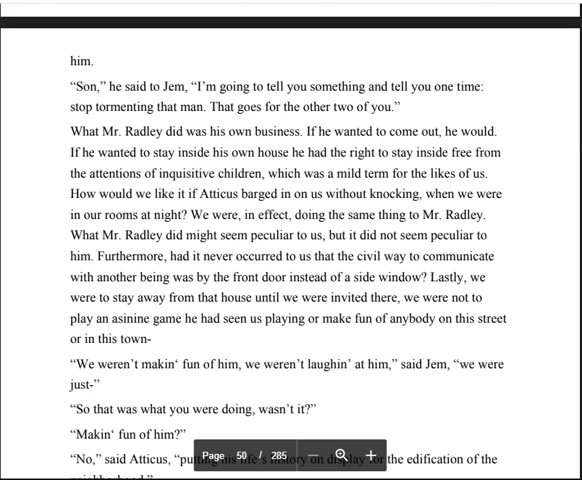 him.
“Son,” he said to Jem, “I’m going to tell you something and tell you one time:
stop tormenting that man. That goes for the other two of you.”
What Mr. Radley did was his own business. If he wanted to come out, he would.
If he wanted to stay inside his own house he had the right to stay inside free from
the attentions of inquisitive children, which was a mild term for the likes of us.
How would we like it if Atticus barged in on us without knocking, when we were
in our rooms at night? We were, in effect, doing the same thing to Mr. Radley.
What Mr. Radley did might seem peculiar to us, but it did not seem peculiar to
him. Furthermore, had it never occurred to us that the civil way to communicate
with another being was by the front door instead of a side window? Lastly, we
were to stay away from that house until we were invited there, we were not to
play an asinine game he had seen us playing or make fun of anybody on this street
or in this town-
“We weren’t makin‘ fun of him, we weren’t laughin’ at him,” said Jem, “we were
just-”
“So that was what you were doing, wasn’t it?”
“Makin‘ fun of him?”
“No,” said Atticus, “putting his life’s history on display for the edification of the
Page 50 / 285
neighborhood.”